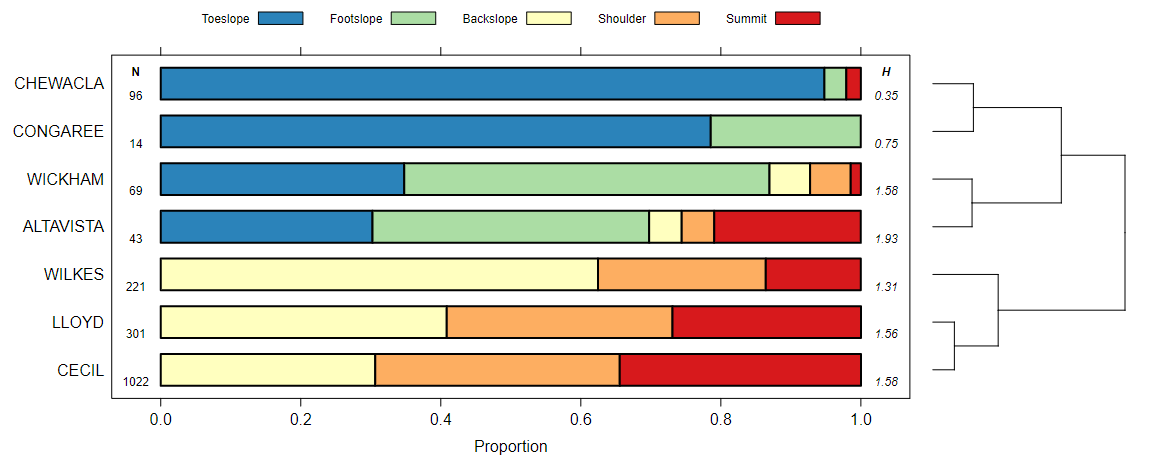 Toeslope Footslope Backslope Shoulder Summit
N H
CHEWACLA 96 0.35
CONGAREE 14 0.75
WICKHAM 69 1.58
ALTAVISTA 43 1.93
WILKES 221 1.31
LLOYD 301 1.56
CECIL 1022 1.58
0.0 0.2 0.4 0.6 0.8 1.0
Proportion